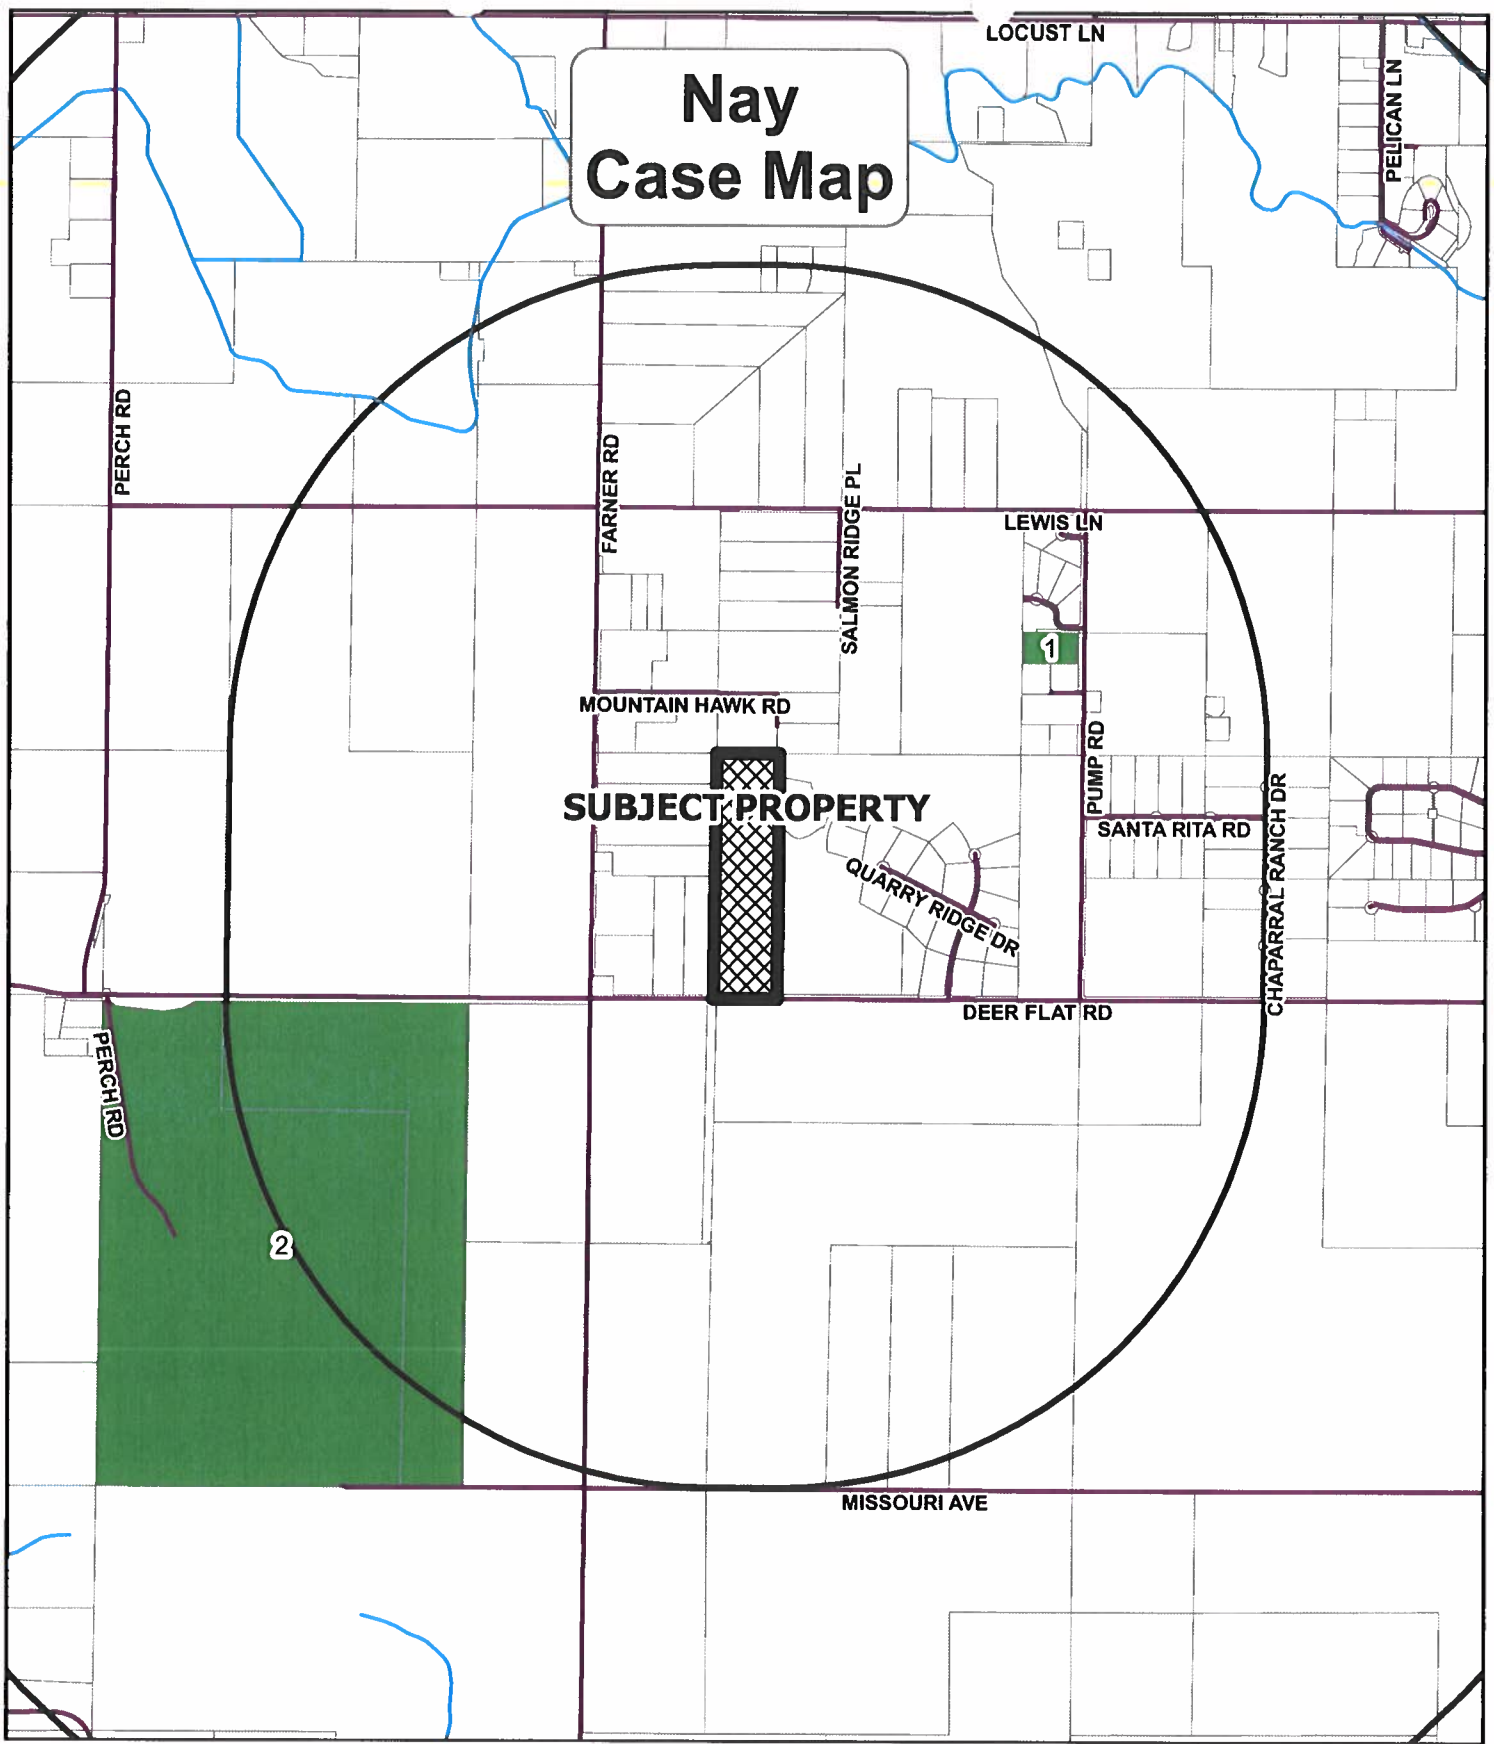 LOCUST LN
Nay
Case Map
PELICAN LN
PERCH RD
FARNER RD
SALMON RIDGE PL
LEWIS LN
1
MOUNTAIN HAWK RD
PUMP RD
SUBJECT PROPERTY
SANTA RITA RD
CHAPARRAL RANCH DR
QUARRY RIDGE DR
DEER FLAT RD
PERCH RD
2
MISSOURI AVE